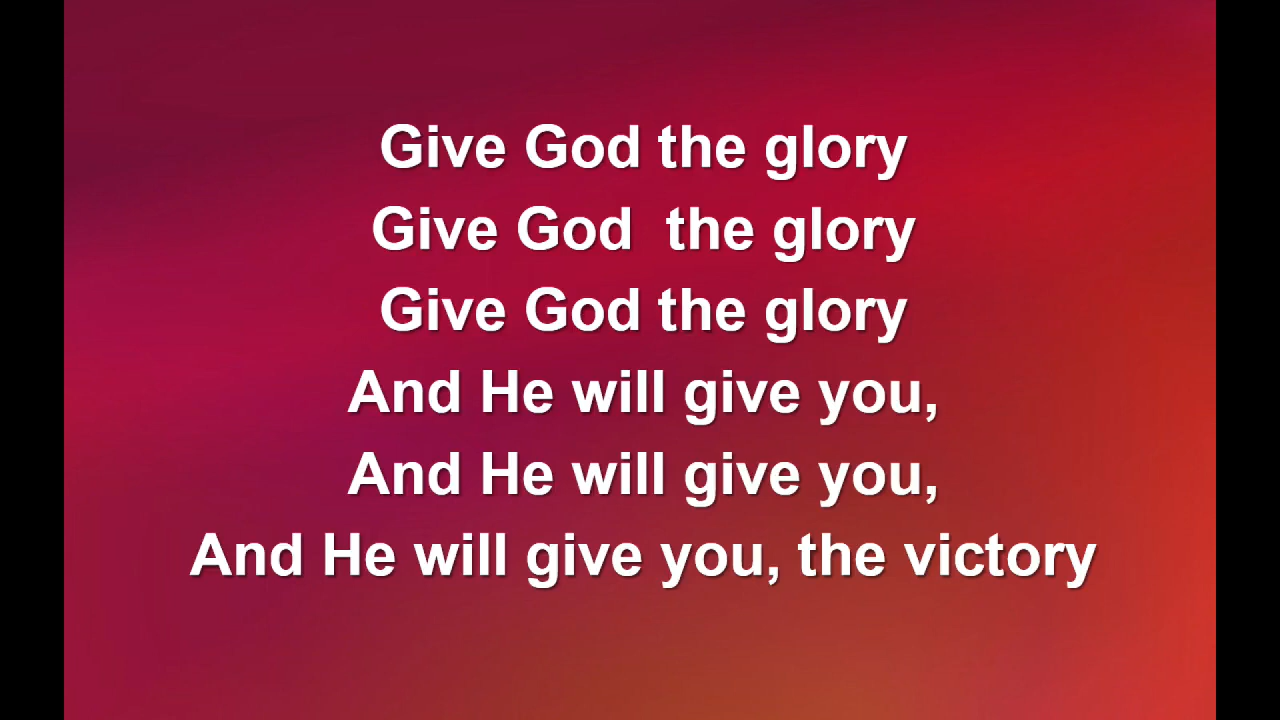 Give God the glory
Give God  the glory
Give God the glory
And He will give you,
And He will give you,
And He will give you, the victory